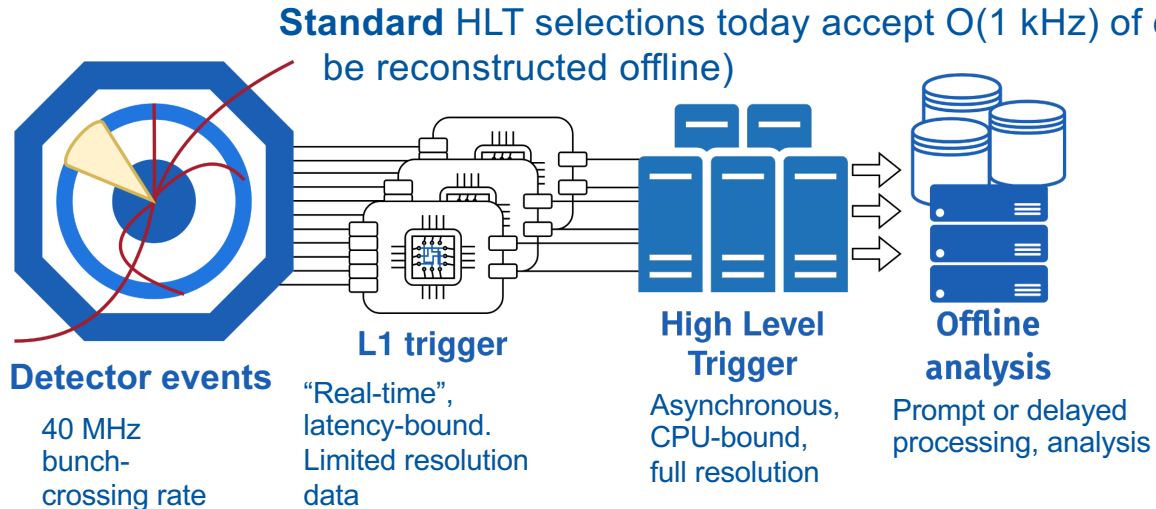 Standard HLT selections today accept O(1 kHz) of
be reconstructed offline)
L1 trigger
High Level
Trigger
Offline
analysis
Detector events
"Real-time",
latency-bound.
Limited resolution
data
Asynchronous,
CPU-bound,
full resolution
Prompt or delayed
processing, analysis
40 MHz
bunch-
crossing rate